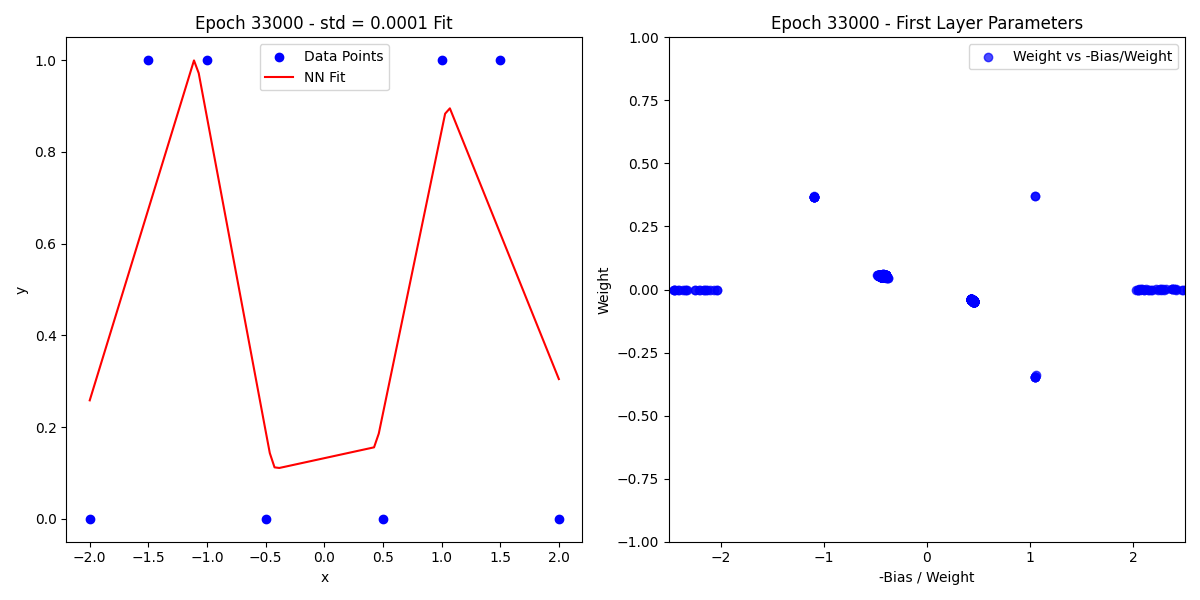 Epoch 33000 - std = 0.0001 Fit
Data Points
NN Fit
y
1.0
0.8
0.6
0.4
0.2
0.0
−2.0 −1.5 −1.0 −0.5 0.0 0.5 1.0 1.5 2.0
x
Epoch 33000 - First Layer Parameters
Weight vs -Bias/Weight
Weight
1.00
0.75
0.50
0.25
0.00
−0.25
−0.50
−0.75
−1.00
−2 −1 0 1 2
-Bias / Weight